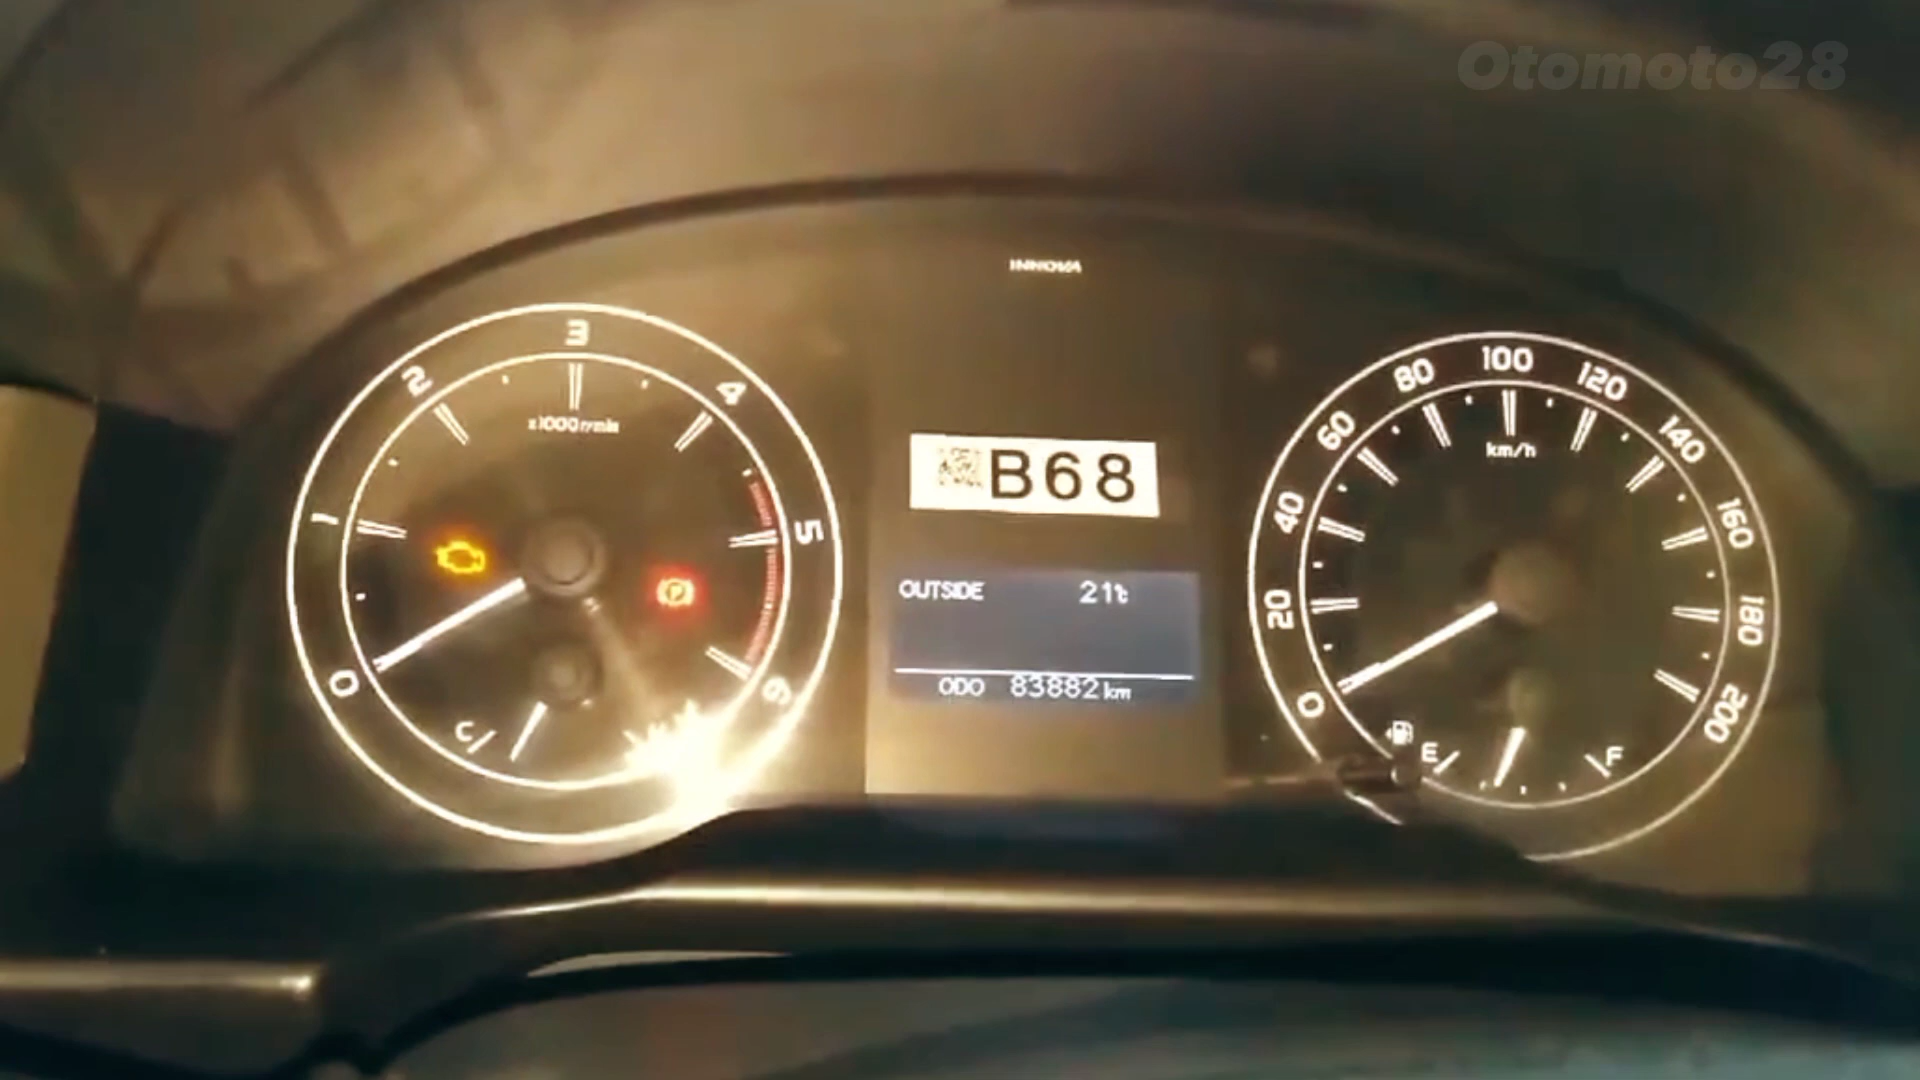 Otomoto28
INNOVA
0 1 2 3 4 5 6
x1000r/min
C
B68
OUTSIDE 21℃
ODO 83882 km
0 20 40 60 80 100 120 140 160 180 200
km/h
E F